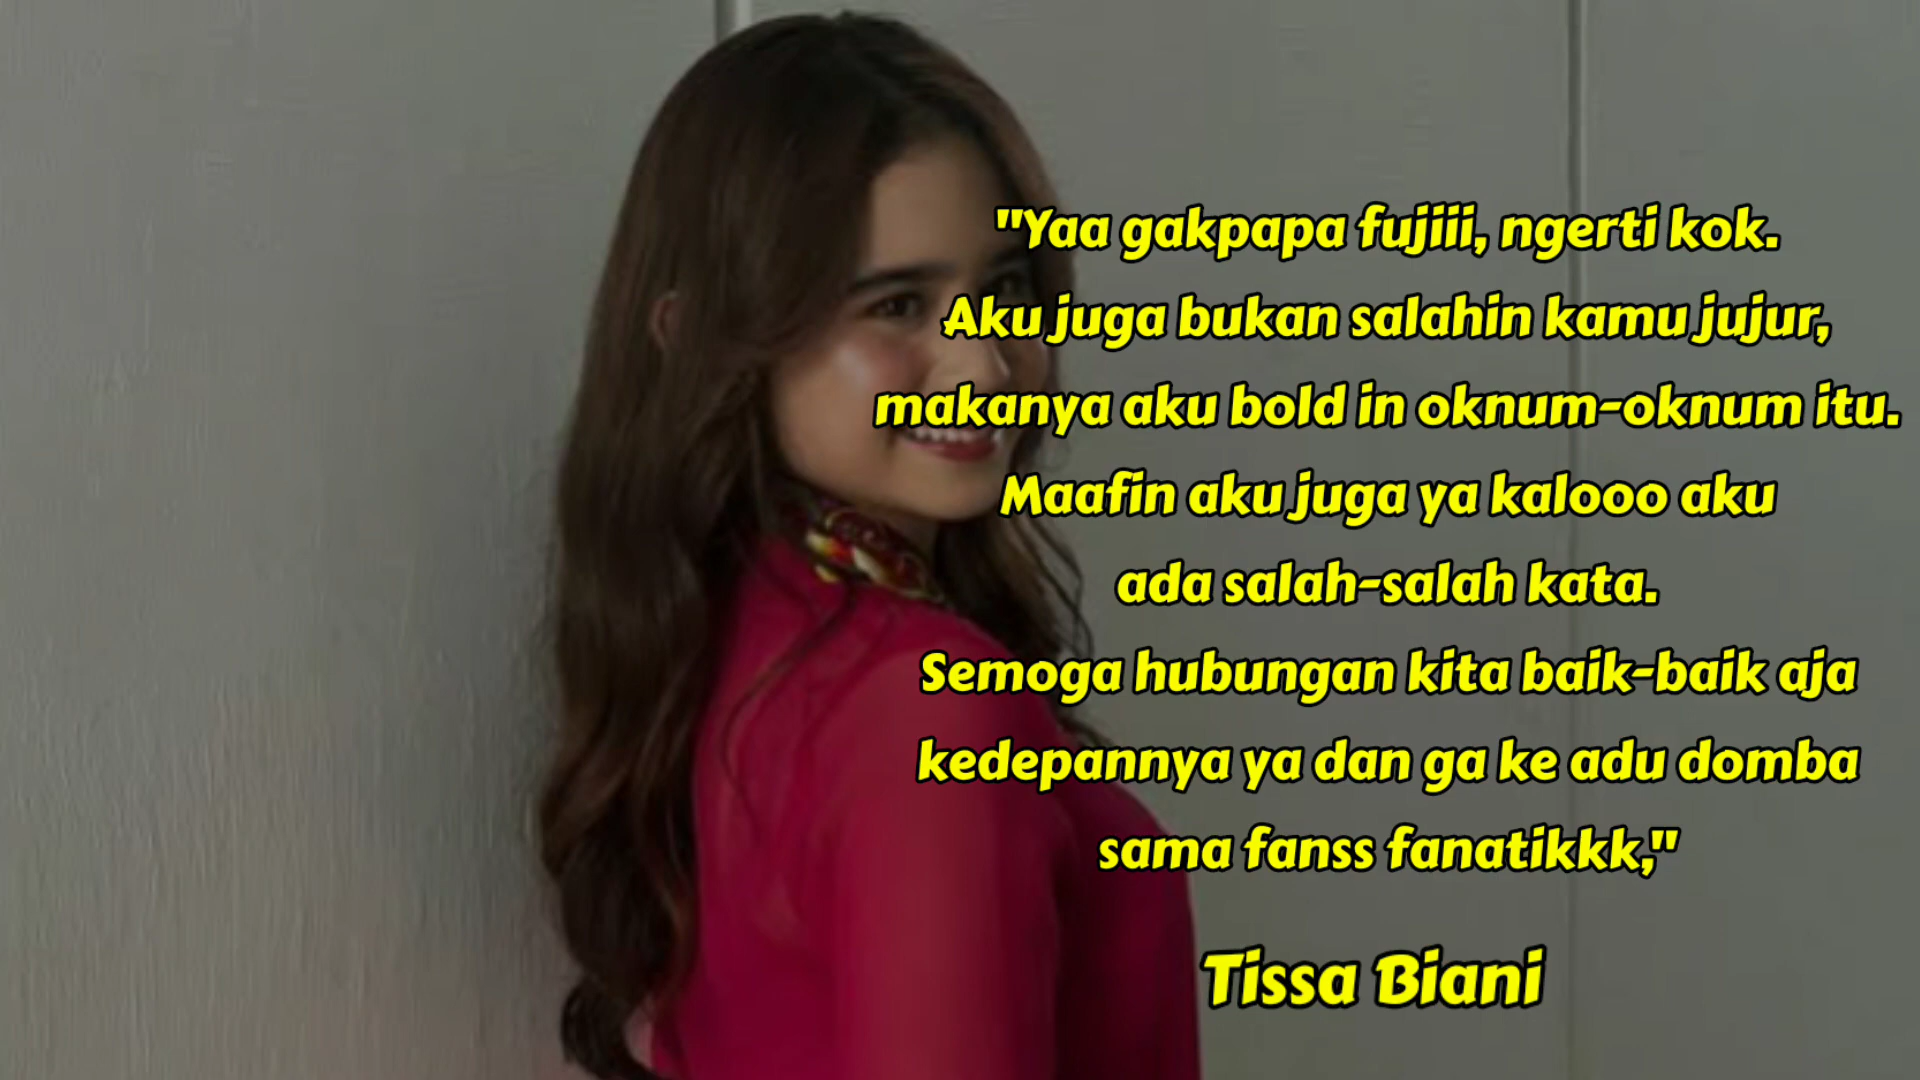 "Yaa gakpapa fujiii, ngerti kok.
Aku juga bukan salahin kamu jujur,
makanya aku bold in oknum-oknum itu.
Maafin aku juga ya kalooo aku
ada salah-salah kata.
Semoga hubungan kita baik-baik aja
kedepannya ya dan ga ke adu domba
sama fanss fanatikkk,"
Tissa Biani